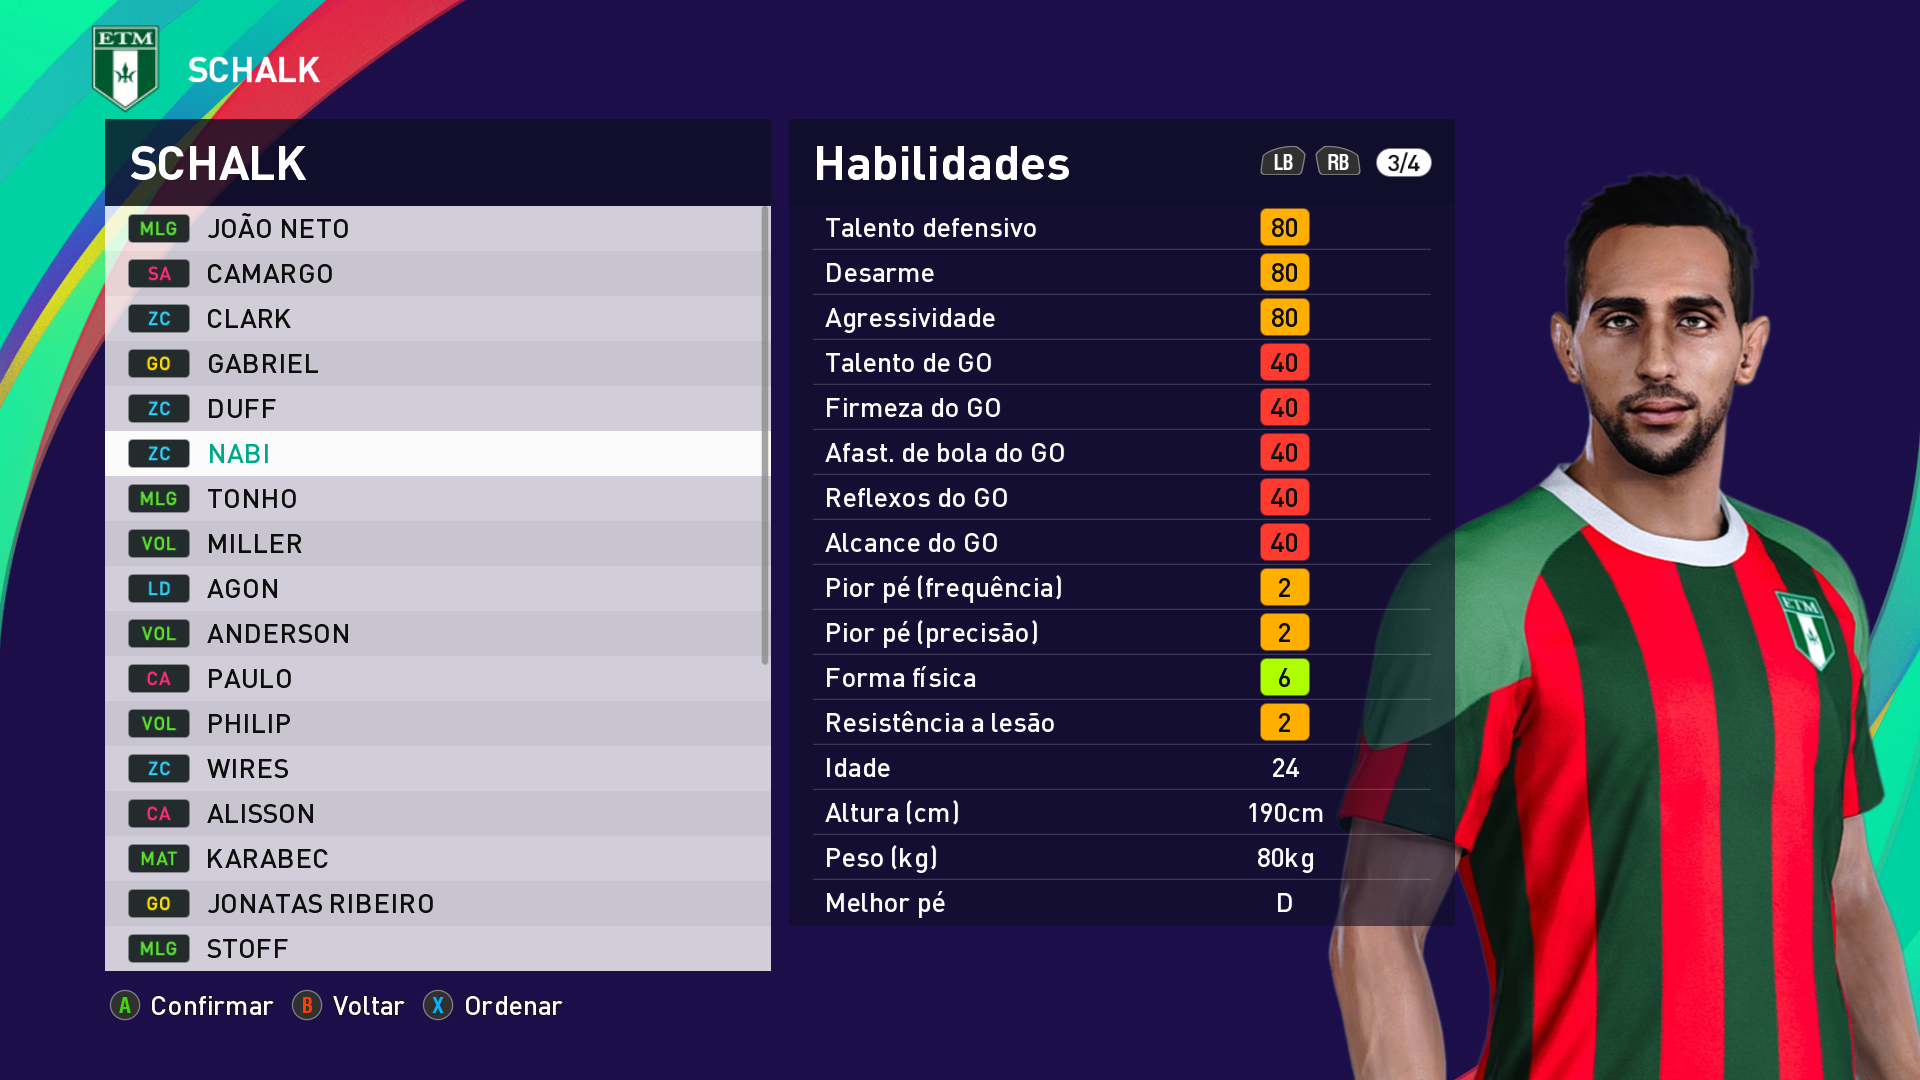 ETM
SCHALK
SCHALK
MLG JOÃO NETO
SA CAMARGO
ZC CLARK
GO GABRIEL
ZC DUFF
ZC NABI
MLG TONHO
VOL MILLER
LD AGON
VOL ANDERSON
CA PAULO
VOL PHILIP
ZC WIRES
CA ALISSON
MAT KARABEC
GO JONATAS RIBEIRO
MLG STOFF
Habilidades LB RB 3/4
Talento defensivo 80
Desarme 80
Agressividade 80
Talento de GO 40
Firmeza do GO 40
Afast. de bola do GO 40
Reflexos do GO 40
Alcance do GO 40
Pior pé (frequência) 2
Pior pé (precisão) 2
Forma física 6
Resistência a lesão 2
Idade 24
Altura (cm) 190cm
Peso (kg) 80kg
Melhor pé D
ETM
A Confirmar B Voltar X Ordenar